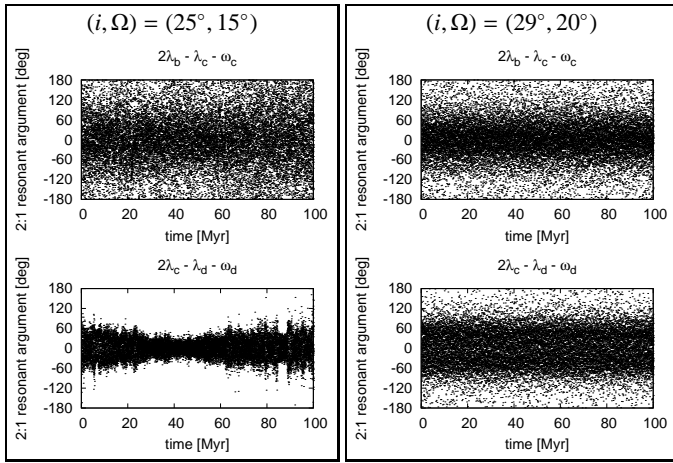 (i, Ω) = (25°, 15°)
2λb - λc - ωc
2:1 resonant argument [deg]
180
120
60
0
-60
-120
-180
0 20 40 60 80 100
time [Myr]
2λc - λd - ωd
2:1 resonant argument [deg]
180
120
60
0
-60
-120
-180
0 20 40 60 80 100
time [Myr]
(i, Ω) = (29°, 20°)
2λb - λc - ωc
2:1 resonant argument [deg]
180
120
60
0
-60
-120
-180
0 20 40 60 80 100
time [Myr]
2λc - λd - ωd
2:1 resonant argument [deg]
180
120
60
0
-60
-120
-180
0 20 40 60 80 100
time [Myr]